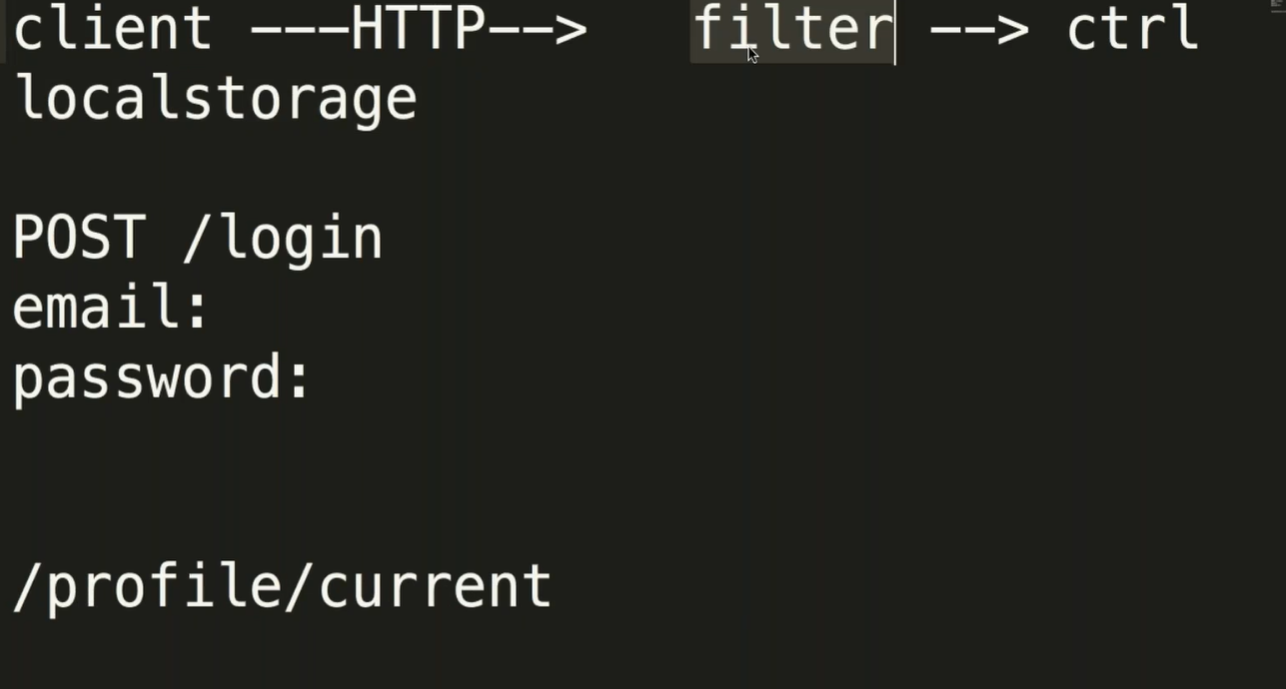 client ---HTTP--> filter --> ctrl
localstorage
POST /login
email:
password:
/profile/current